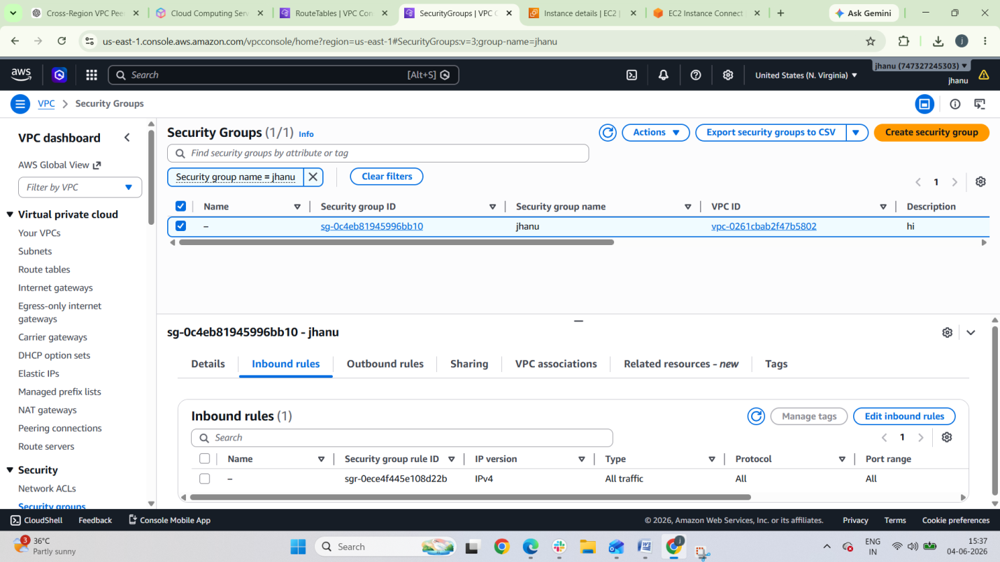 Cross-Region VPC Pee
Cloud Computing Serv
RouteTables | VPC Con
SecurityGroups | VPC C
Instance details | EC2 |
EC2 Instance Connect
Ask Gemini
us-east-1.console.aws.amazon.com/vpcconsole/home?region=us-east-1#SecurityGroups:v=3;group-name=jhanu
j
aws
Search
[Alt+S]
United States (N. Virginia)
jhanu (747327245303)
jhanu
VPC
Security Groups
VPC dashboard
AWS Global View
Filter by VPC
Virtual private cloud
Your VPCs
Subnets
Route tables
Internet gateways
Egress-only internet
gateways
Carrier gateways
DHCP option sets
Elastic IPs
Managed prefix lists
NAT gateways
Peering connections
Route servers
Security
Network ACLs
Security groups
Security Groups (1/1) Info
Actions
Export security groups to CSV
Create security group
Find security groups by attribute or tag
Security group name = jhanu
Clear filters
1
Name Security group ID Security group name VPC ID Description
– sg-0c4eb81945996bb10 jhanu vpc-0261cbab2f47b5802 hi
sg-0c4eb81945996bb10 - jhanu
Details Inbound rules Outbound rules Sharing VPC associations Related resources - new Tags
Inbound rules (1)
Manage tags
Edit inbound rules
Search
1
Name Security group rule ID IP version Type Protocol Port range
– sgr-0ece4f445e108d22b IPv4 All traffic All All
CloudShell Feedback Console Mobile App © 2026, Amazon Web Services, Inc. or its affiliates. Privacy Terms Cookie preferences
3
36°C
Partly sunny
Search
j
ENG
IN
15:37
04-06-2026